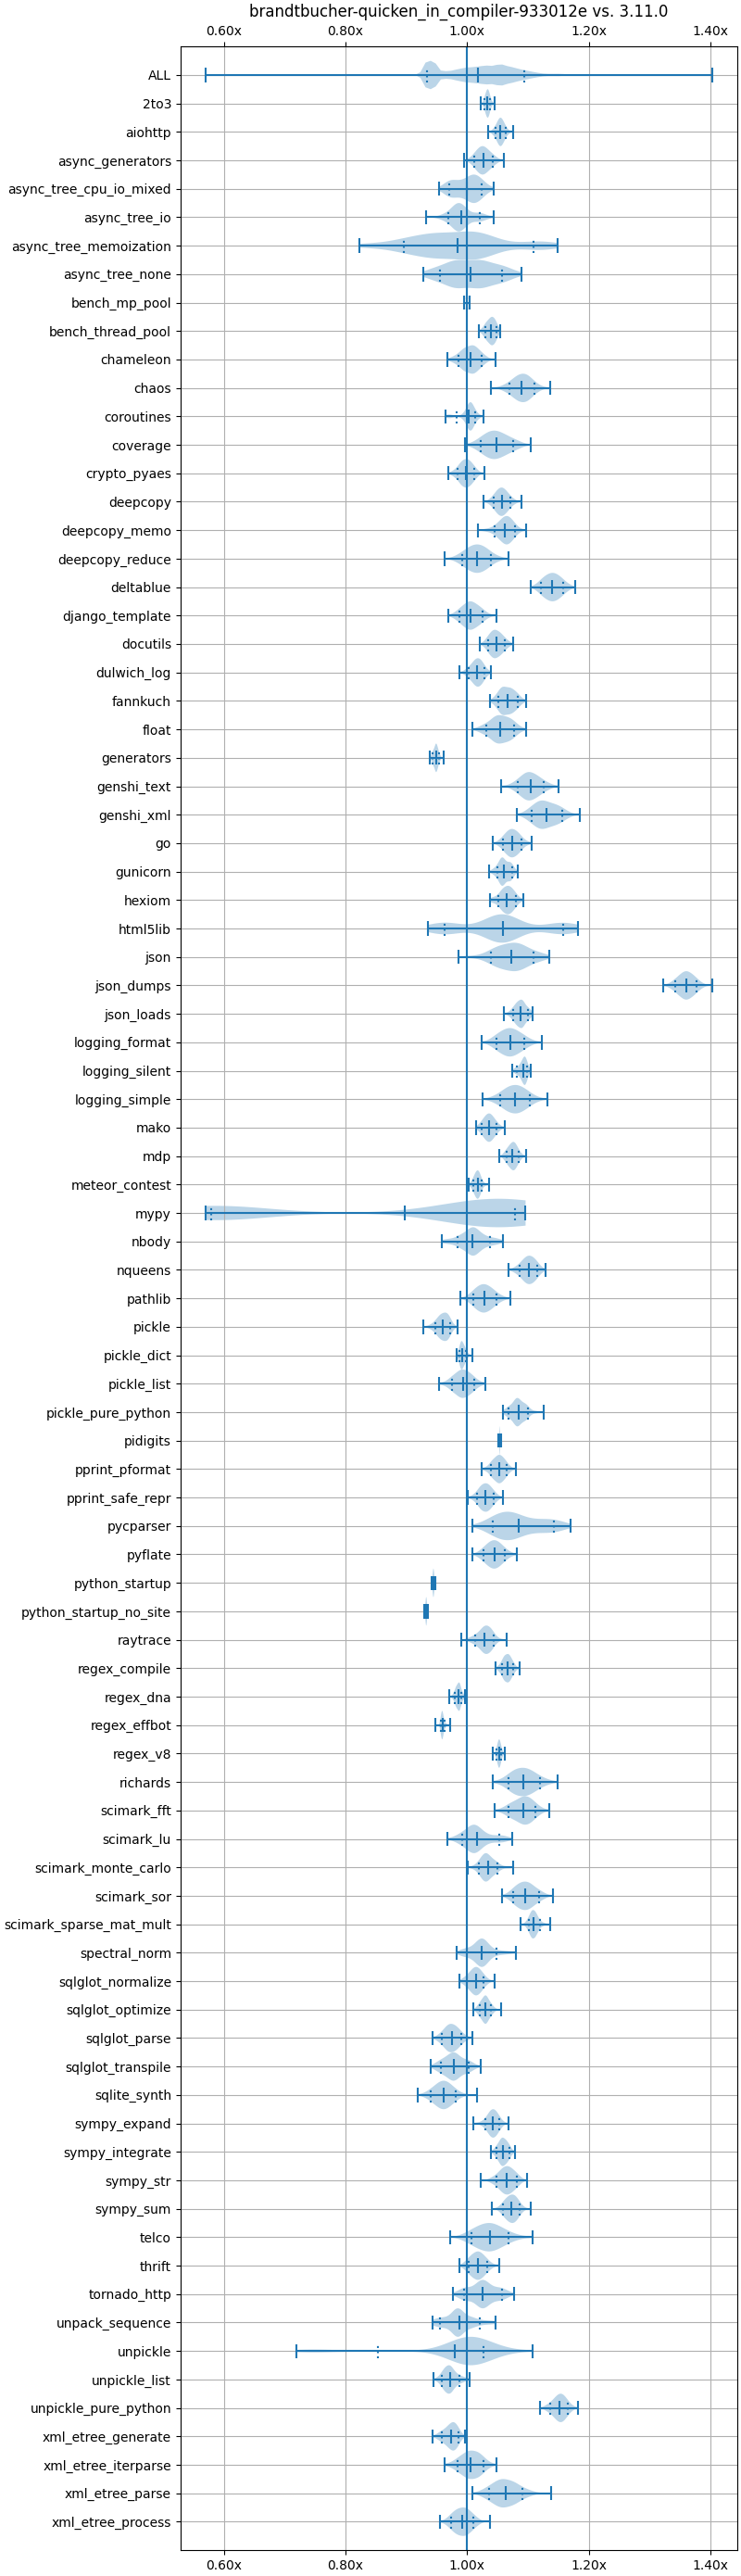 brandtbucher-quicken_in_compiler-933012e vs. 3.11.0
0.60x 0.80x 1.00x 1.20x 1.40x
ALL
2to3
aiohttp
async_generators
async_tree_cpu_io_mixed
async_tree_io
async_tree_memoization
async_tree_none
bench_mp_pool
bench_thread_pool
chameleon
chaos
coroutines
coverage
crypto_pyaes
deepcopy
deepcopy_memo
deepcopy_reduce
deltablue
django_template
docutils
dulwich_log
fannkuch
float
generators
genshi_text
genshi_xml
go
gunicorn
hexiom
html5lib
json
json_dumps
json_loads
logging_format
logging_silent
logging_simple
mako
mdp
meteor_contest
mypy
nbody
nqueens
pathlib
pickle
pickle_dict
pickle_list
pickle_pure_python
pidigits
pprint_pformat
pprint_safe_repr
pycparser
pyflate
python_startup
python_startup_no_site
raytrace
regex_compile
regex_dna
regex_effbot
regex_v8
richards
scimark_fft
scimark_lu
scimark_monte_carlo
scimark_sor
scimark_sparse_mat_mult
spectral_norm
sqlglot_normalize
sqlglot_optimize
sqlglot_parse
sqlglot_transpile
sqlite_synth
sympy_expand
sympy_integrate
sympy_str
sympy_sum
telco
thrift
tornado_http
unpack_sequence
unpickle
unpickle_list
unpickle_pure_python
xml_etree_generate
xml_etree_iterparse
xml_etree_parse
xml_etree_process
0.60x 0.80x 1.00x 1.20x 1.40x